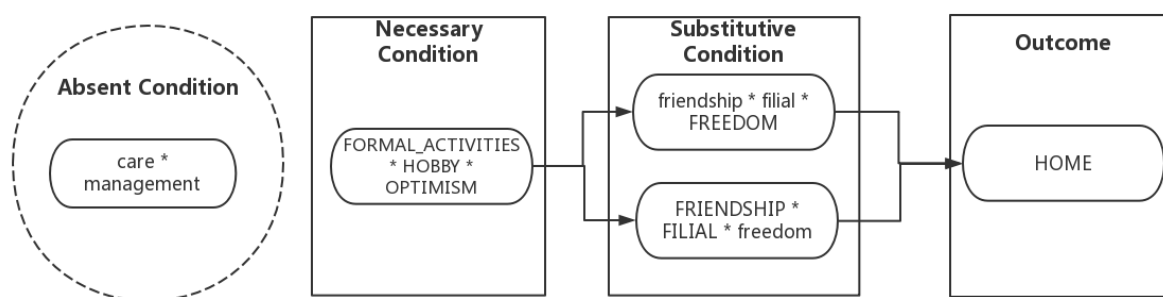 Absent Condition
care *
management
Necessary
Condition
FORMAL_ACTIVITIES
* HOBBY *
OPTIMISM
Substitutive
Condition
friendship * filial *
FREEDOM
FRIENDSHIP *
FILIAL * freedom
Outcome
HOME